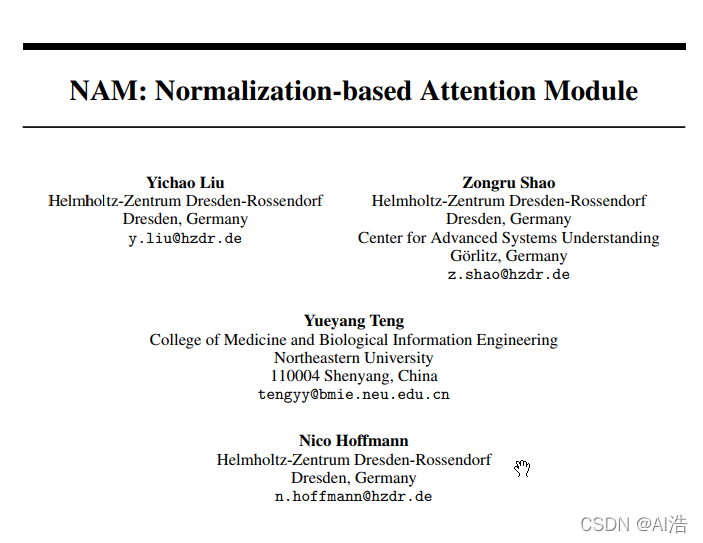 NAM: Normalization-based Attention Module
Yichao Liu
Helmholtz-Zentrum Dresden-Rossendorf
Dresden, Germany
y.liu@hzdr.de
Zongru Shao
Helmholtz-Zentrum Dresden-Rossendorf
Dresden, Germany
Center for Advanced Systems Understanding
Görlitz, Germany
z.shao@hzdr.de
Yueyang Teng
College of Medicine and Biological Information Engineering
Northeastern University
110004 Shenyang, China
tengyy@bmie.neu.edu.cn
Nico Hoffmann
Helmholtz-Zentrum Dresden-Rossendorf
Dresden, Germany
n.hoffmann@hzdr.de
CSDN @AI浩